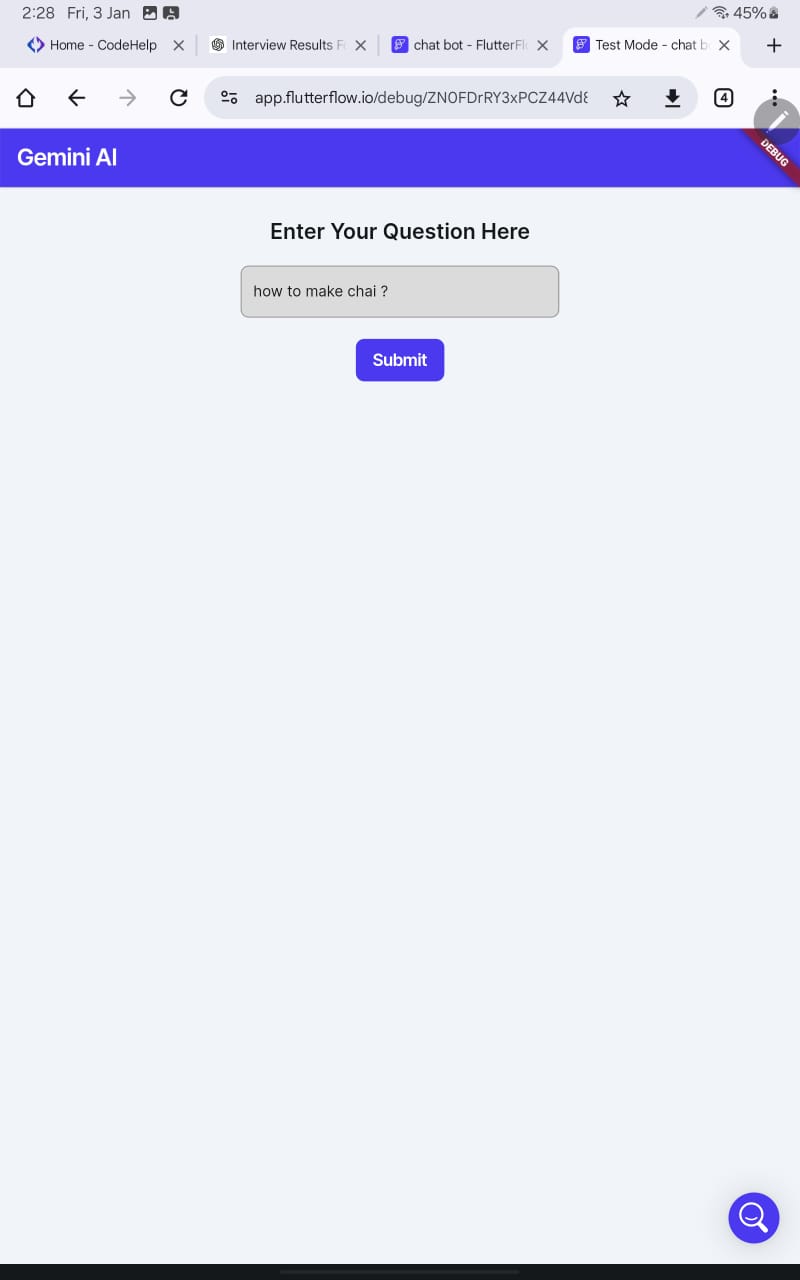 2:28 Fri, 3 Jan 45%
Home - CodeHelp
Interview Results F
chat bot - FlutterFl
Test Mode - chat b
app.flutterflow.io/debug/ZN0FDrRY3xPCZ44Vd8
4
Gemini AI
DEBUG
Enter Your Question Here
how to make chai ?
Submit